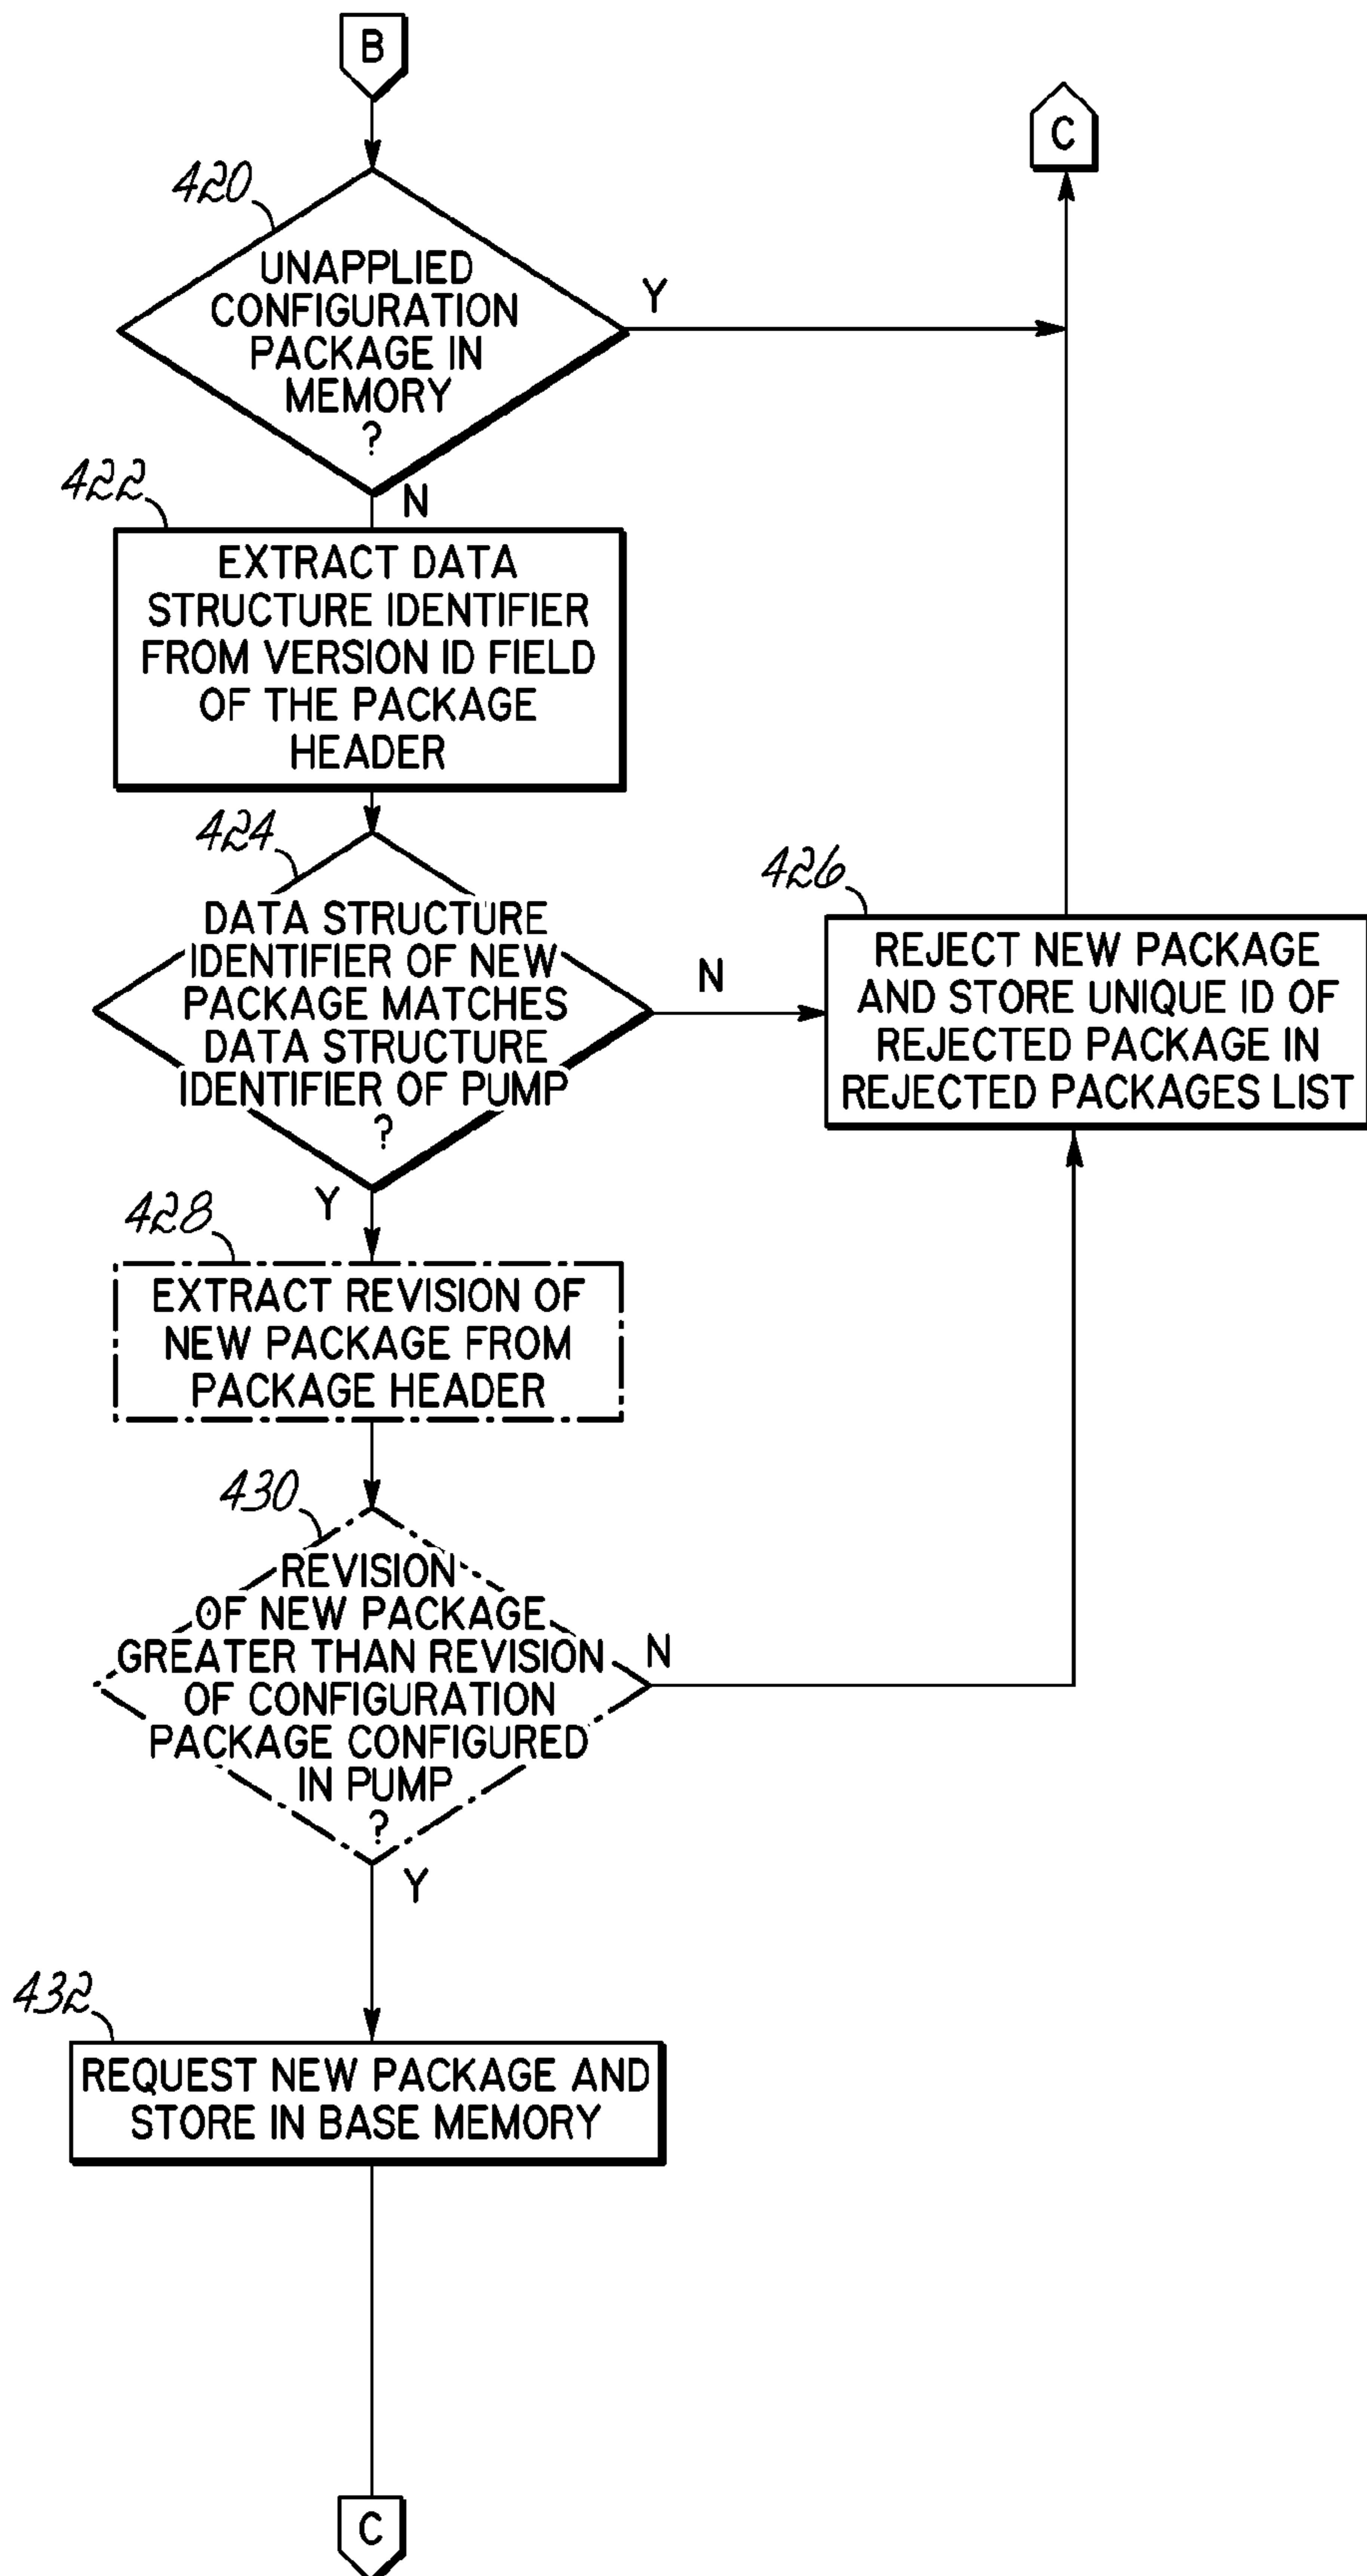 B
C
420
UNAPPLIED
CONFIGURATION
PACKAGE IN
MEMORY
?
Y
N
422
EXTRACT DATA
STRUCTURE IDENTIFIER
FROM VERSION ID FIELD
OF THE PACKAGE
HEADER
424
DATA STRUCTURE
IDENTIFIER OF NEW
PACKAGE MATCHES
DATA STRUCTURE
IDENTIFIER OF PUMP
?
N
Y
426
REJECT NEW PACKAGE
AND STORE UNIQUE ID OF
REJECTED PACKAGE IN
REJECTED PACKAGES LIST
428
EXTRACT REVISION OF
NEW PACKAGE FROM
PACKAGE HEADER
430
REVISION
OF NEW PACKAGE
GREATER THAN REVISION
OF CONFIGURATION
PACKAGE CONFIGURED
IN PUMP
?
N
Y
432
REQUEST NEW PACKAGE AND
STORE IN BASE MEMORY
C